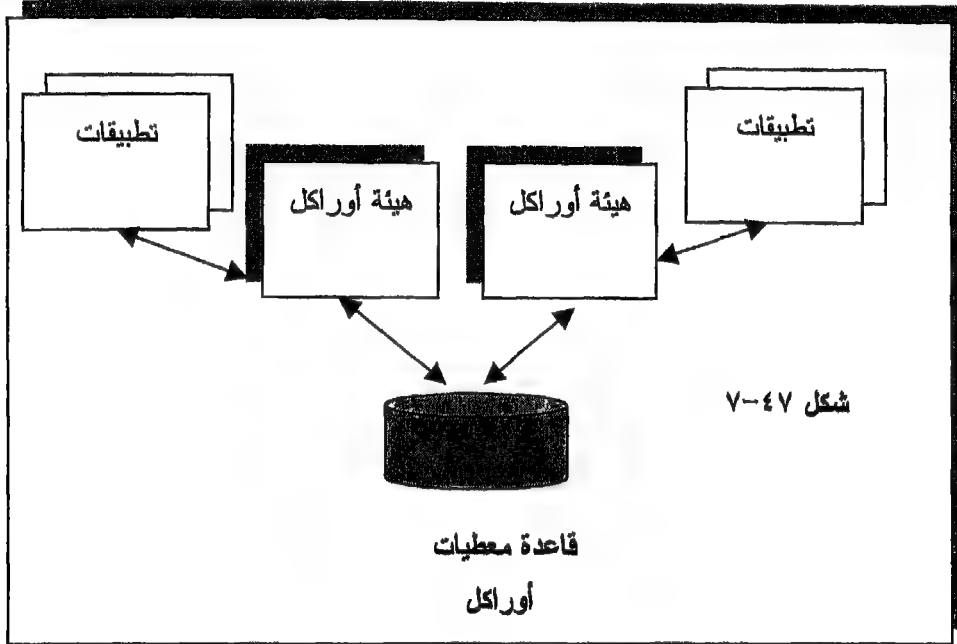 تطبيقات
تطبيقات
هيئة أوراكل
هيئة أوراكل
شكل ٤٧-٧
قاعدة معطيات
أوراكل